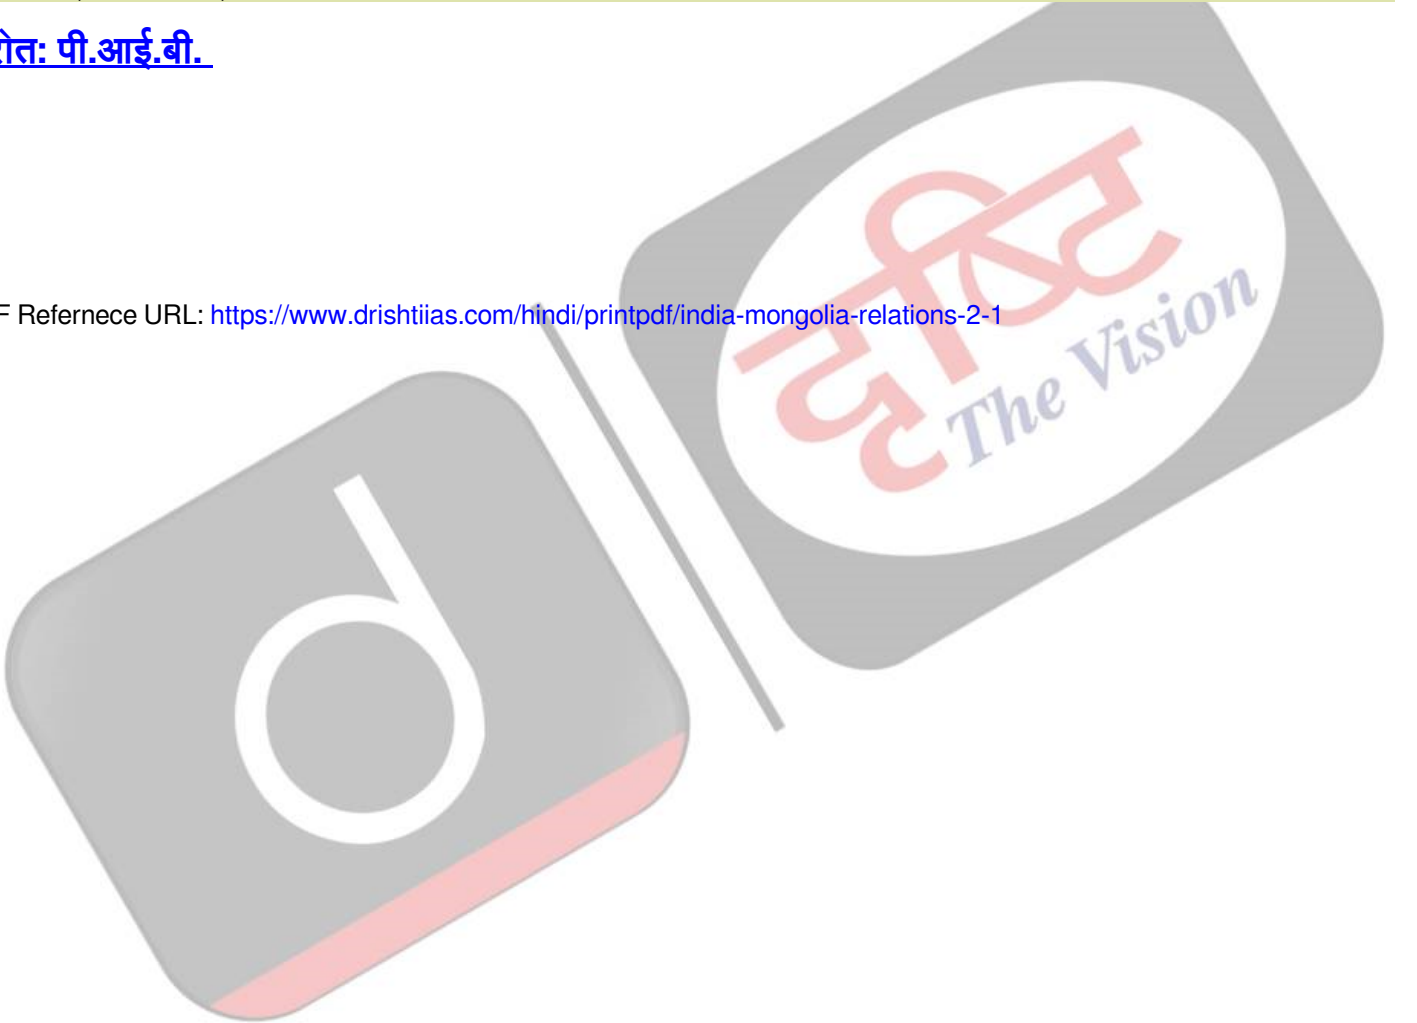 रोत: पी.आई.बी.
F Refernece URL: https://www.drishtiias.com/hindi/printpdf/india-mongolia-relations-2-1
दृष्टि
The Vision
d